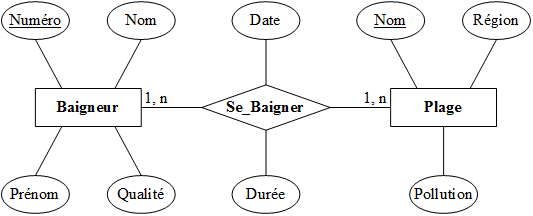 Numéro Nom Date Nom Région
Baigneur 1, n Se_Baigner 1, n Plage
Prénom Qualité Durée Pollution